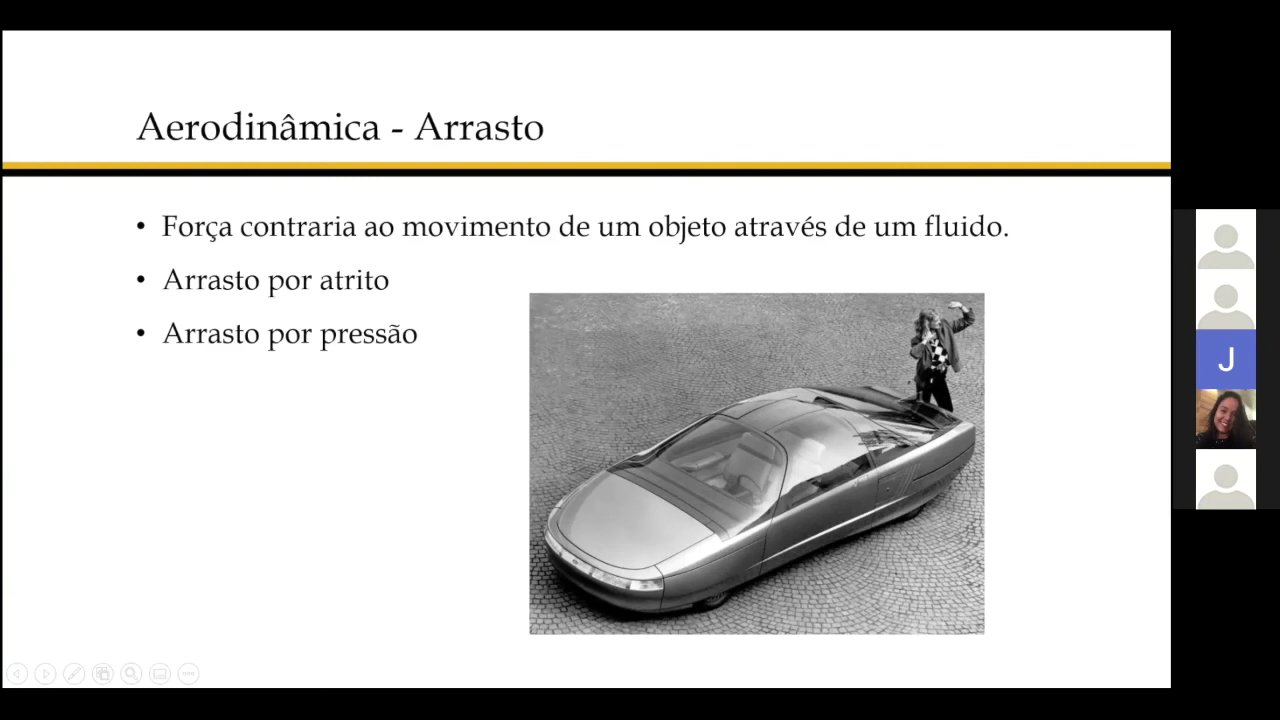 Aerodinâmica - Arrasto
• Força contraria ao movimento de um objeto através de um fluido.
• Arrasto por atrito
• Arrasto por pressão
J